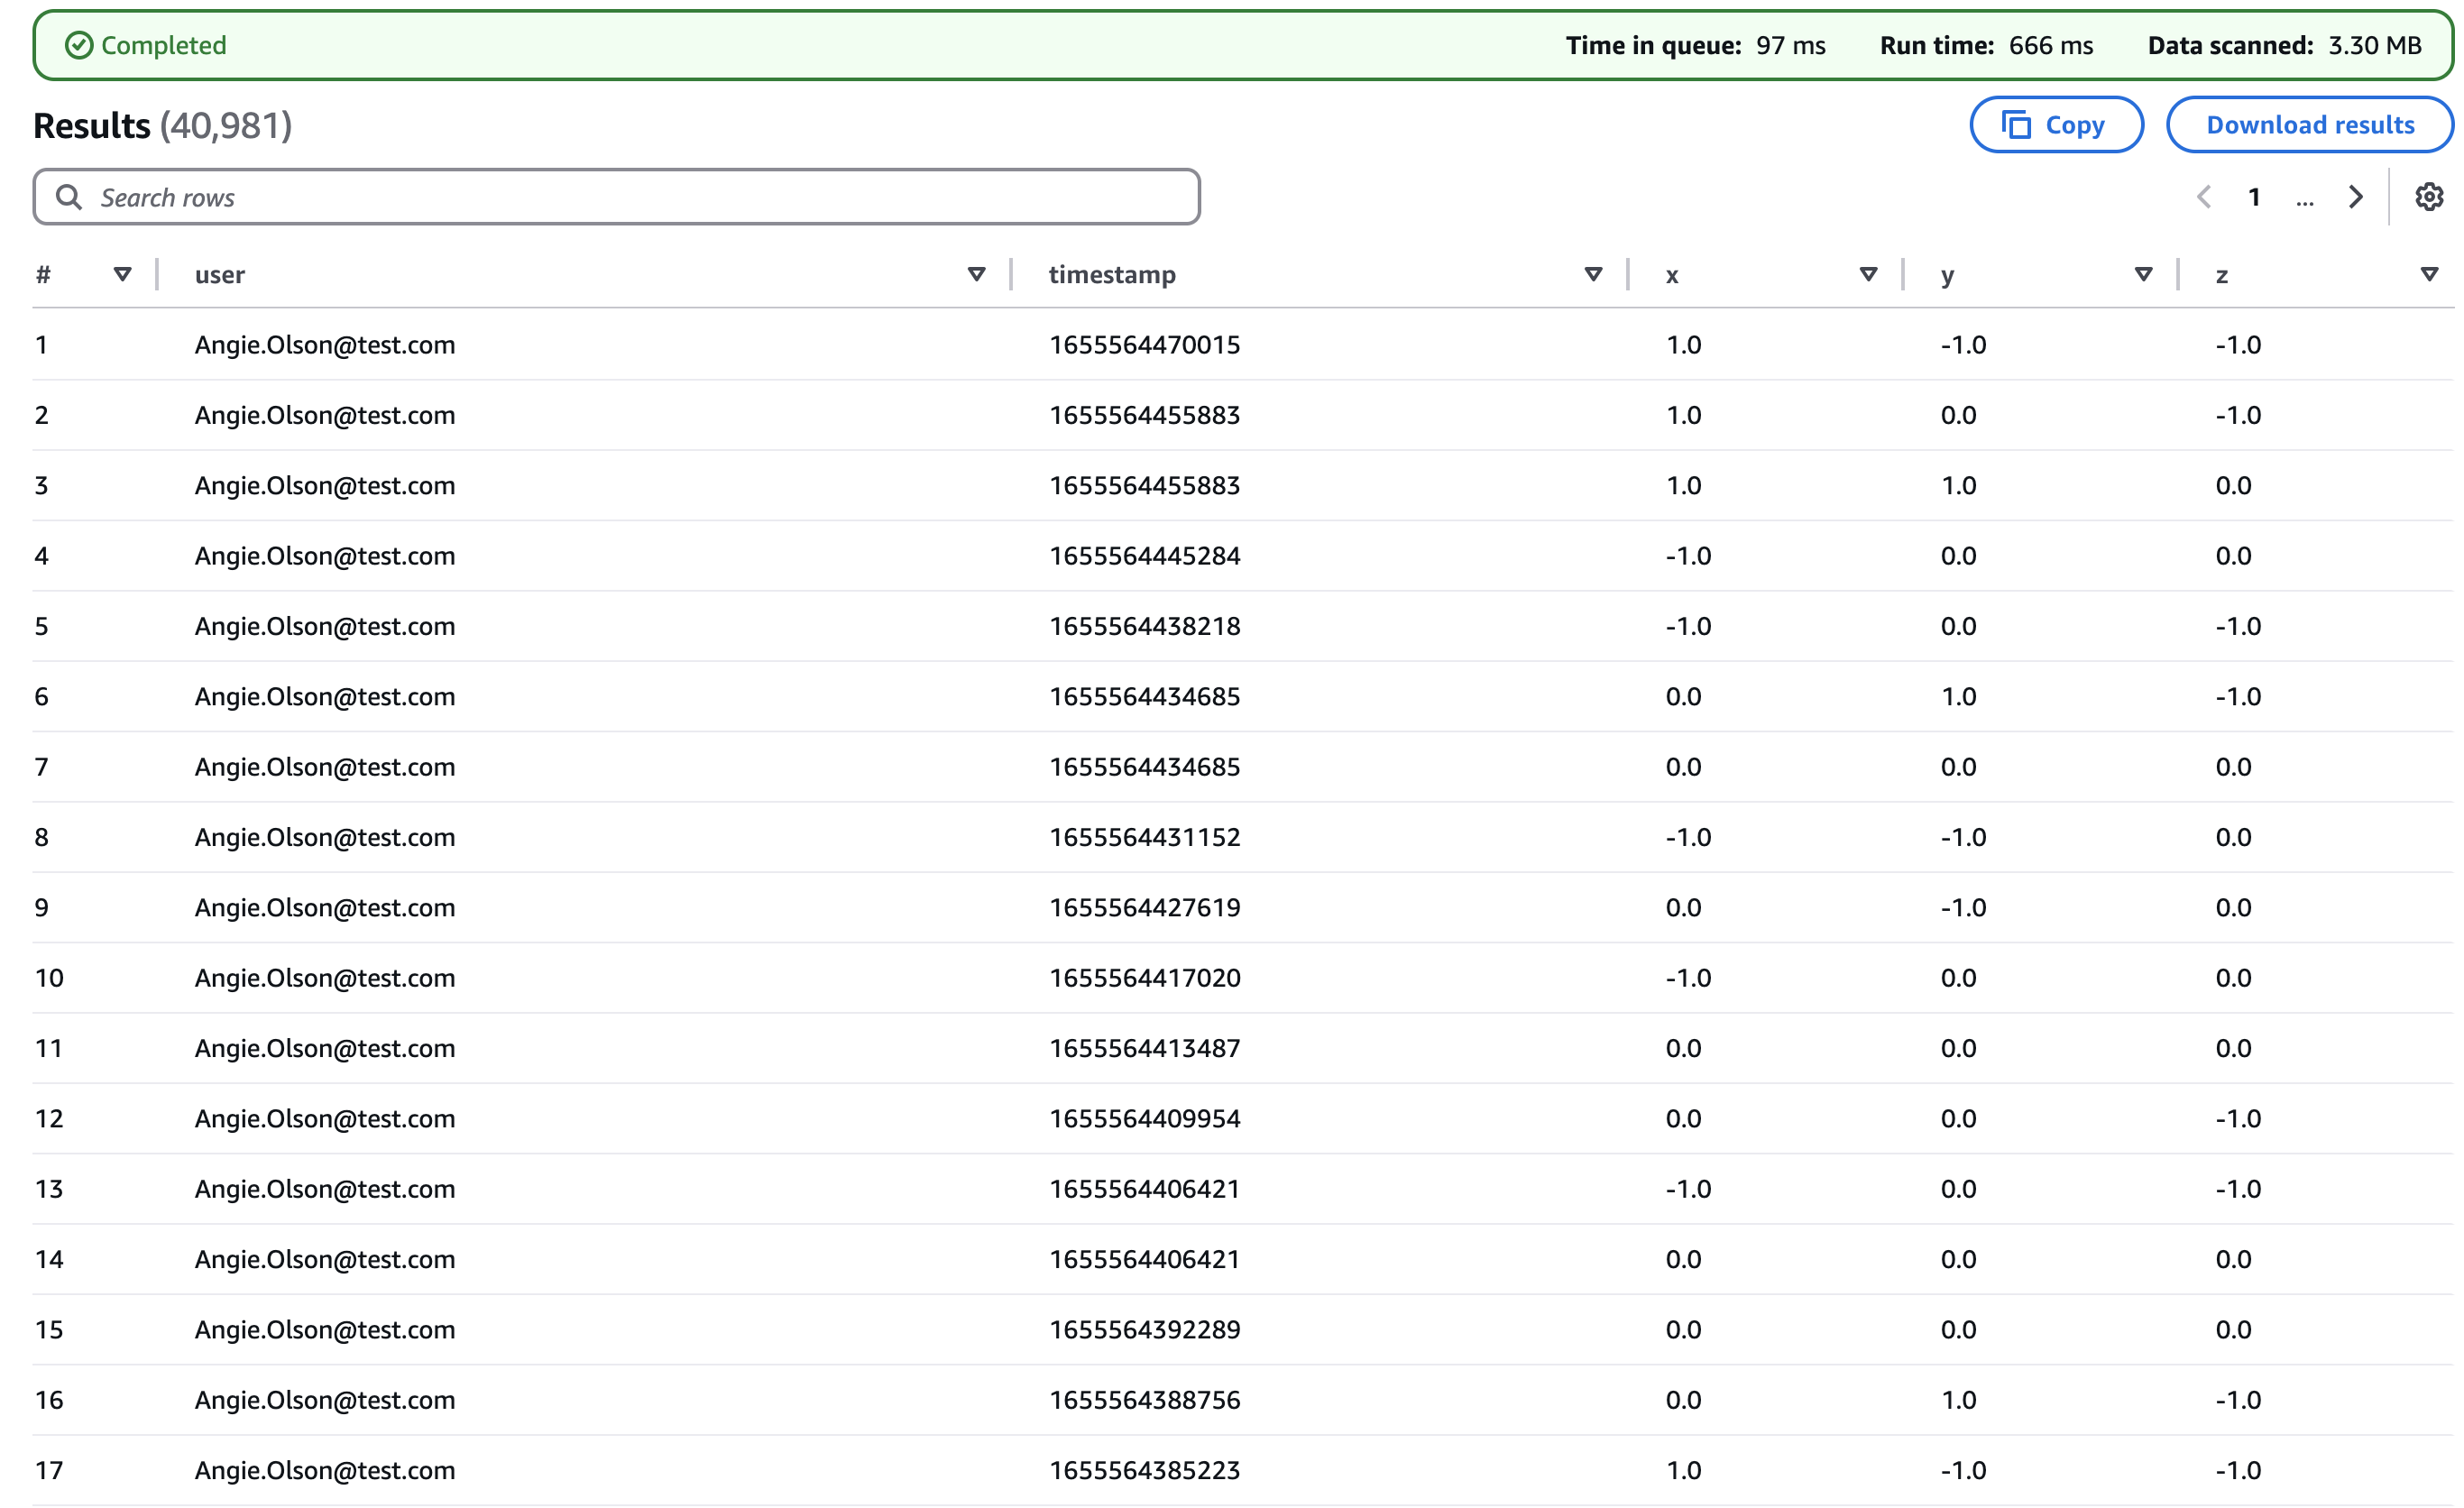 Completed Time in queue: 97 ms Run time: 666 ms Data scanned: 3.30 MB
Results (40,981) Copy Download results
Search rows 1 ...
# user timestamp x y z
1 Angie.Olson@test.com 1655564470015 1.0 -1.0 -1.0
2 Angie.Olson@test.com 1655564455883 1.0 0.0 -1.0
3 Angie.Olson@test.com 1655564455883 1.0 1.0 0.0
4 Angie.Olson@test.com 1655564445284 -1.0 0.0 0.0
5 Angie.Olson@test.com 1655564438218 -1.0 0.0 -1.0
6 Angie.Olson@test.com 1655564434685 0.0 1.0 -1.0
7 Angie.Olson@test.com 1655564434685 0.0 0.0 0.0
8 Angie.Olson@test.com 1655564431152 -1.0 -1.0 0.0
9 Angie.Olson@test.com 1655564427619 0.0 -1.0 0.0
10 Angie.Olson@test.com 1655564417020 -1.0 0.0 0.0
11 Angie.Olson@test.com 1655564413487 0.0 0.0 0.0
12 Angie.Olson@test.com 1655564409954 0.0 0.0 -1.0
13 Angie.Olson@test.com 1655564406421 -1.0 0.0 -1.0
14 Angie.Olson@test.com 1655564406421 0.0 0.0 0.0
15 Angie.Olson@test.com 1655564392289 0.0 0.0 0.0
16 Angie.Olson@test.com 1655564388756 0.0 1.0 -1.0
17 Angie.Olson@test.com 1655564385223 1.0 -1.0 -1.0